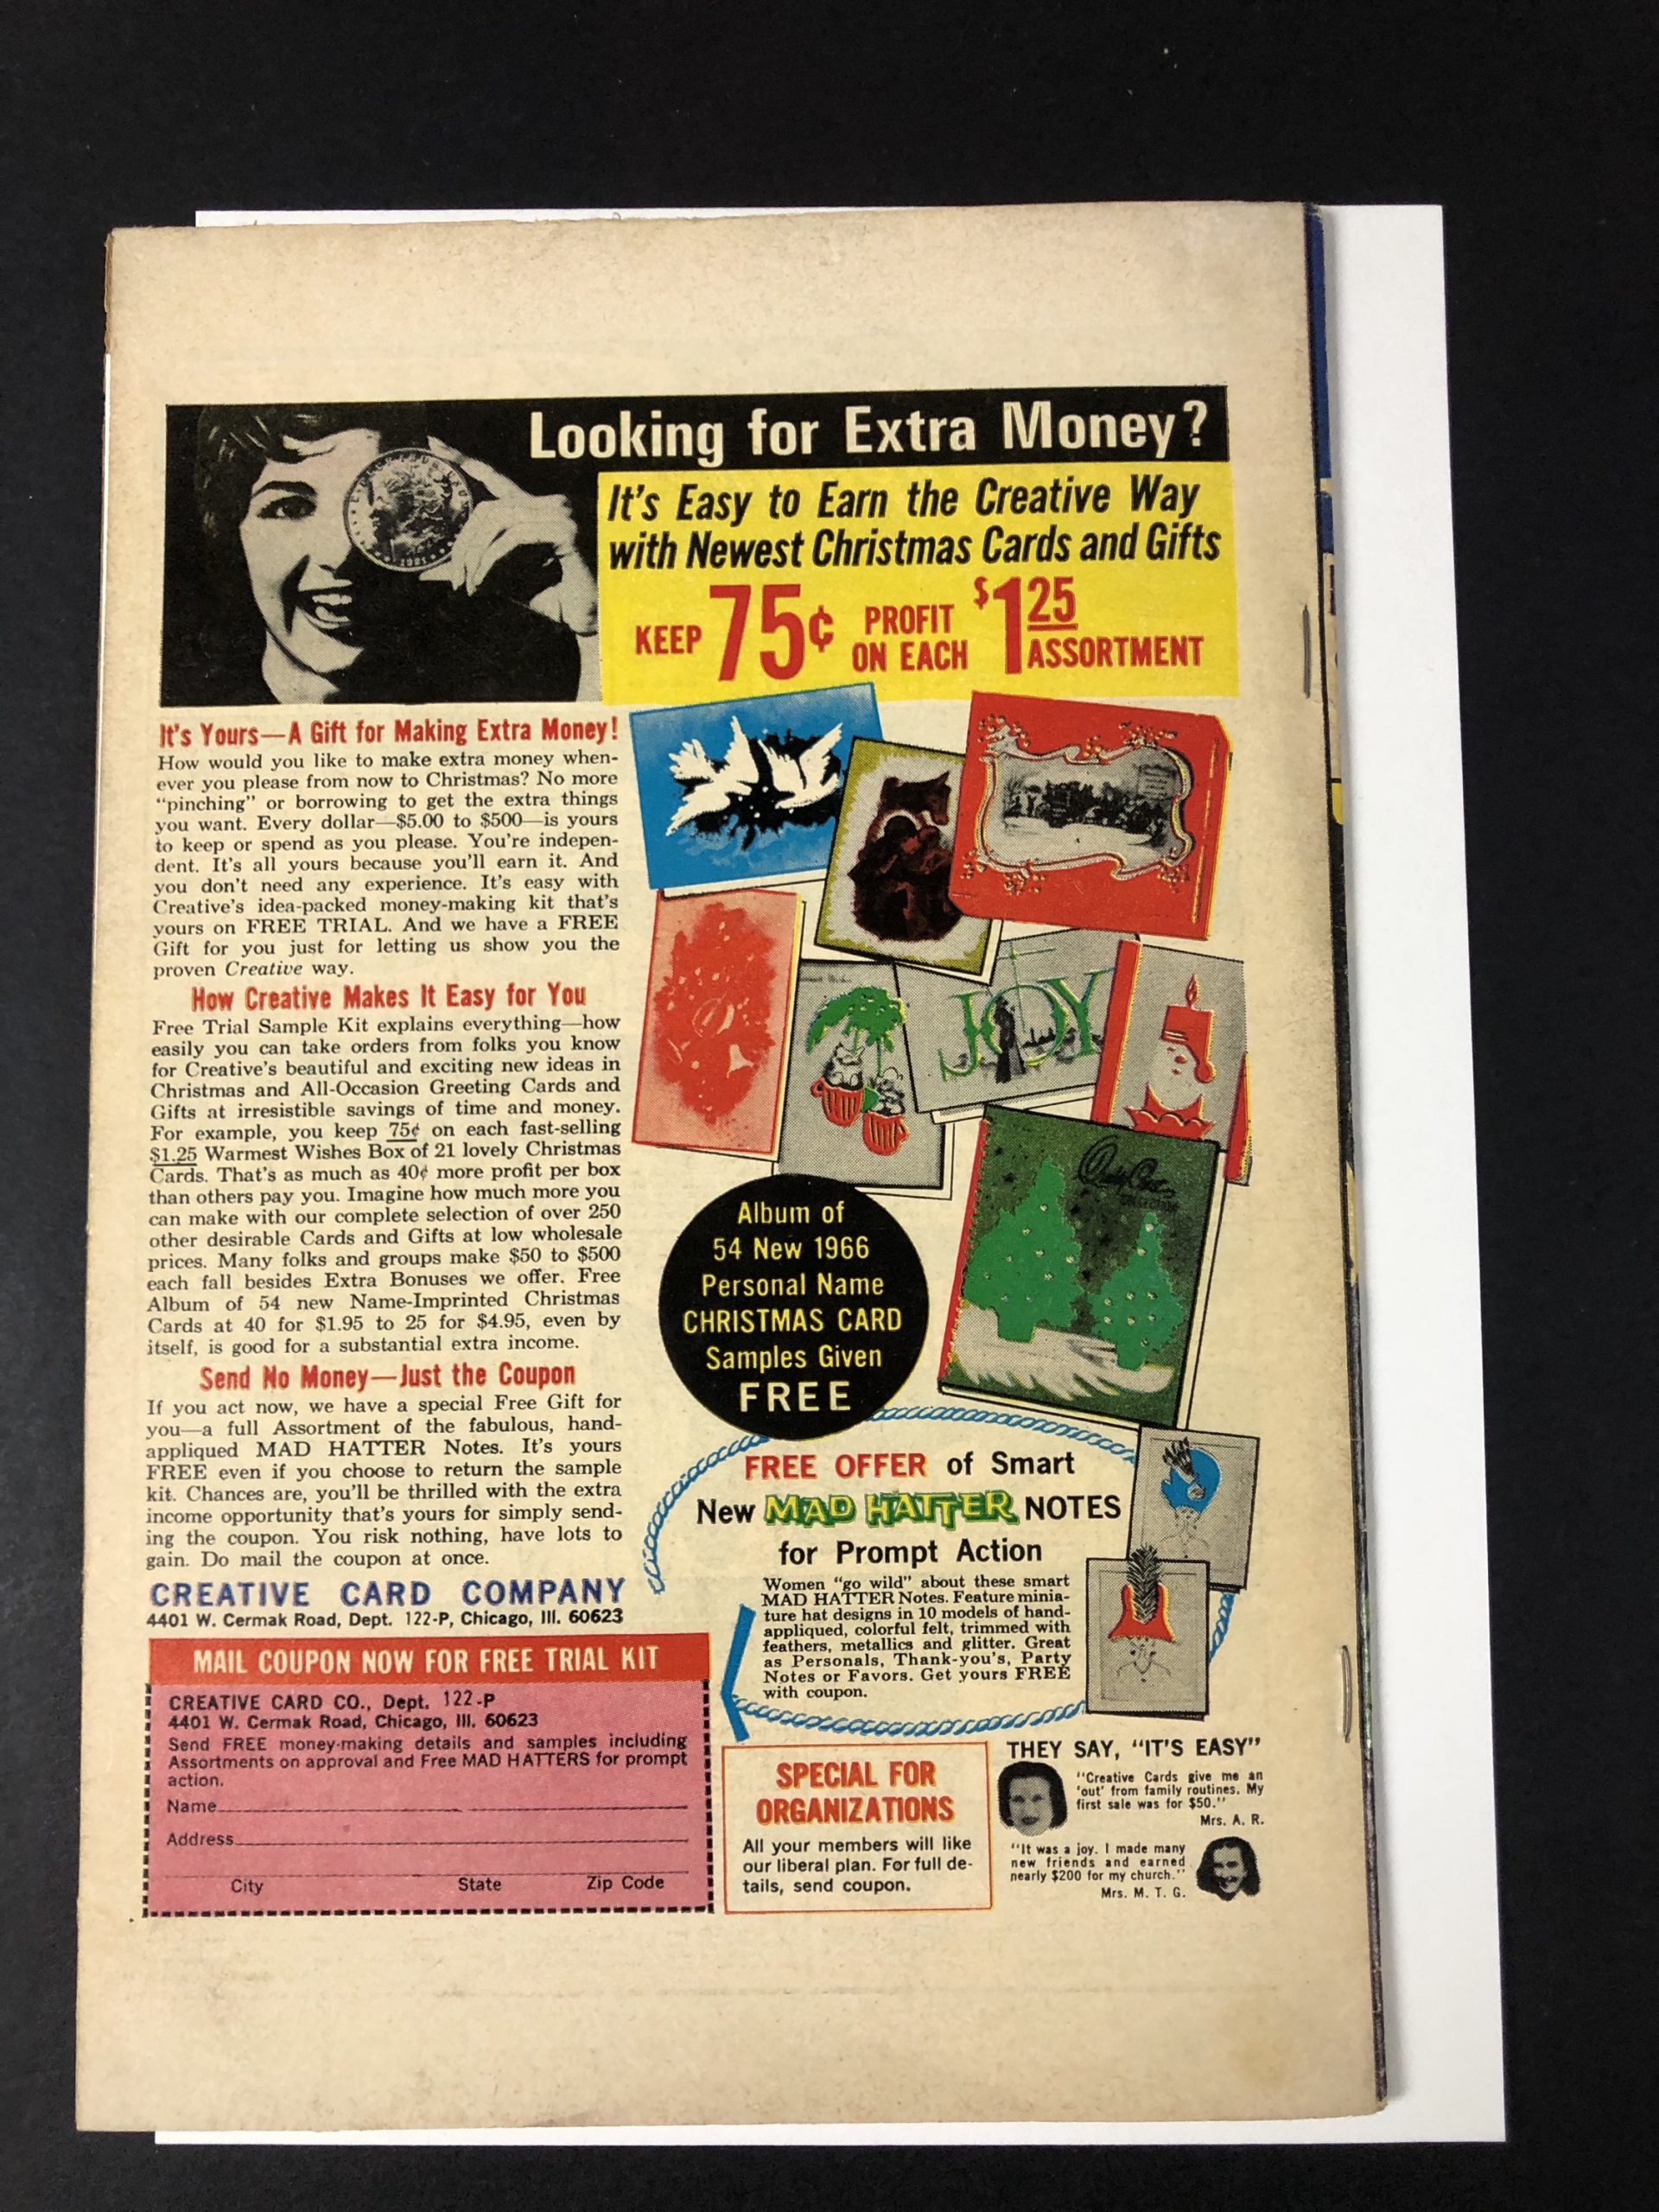 Looking for Extra Money?
It's Easy to Earn the Creative Way
with Newest Christmas Cards and Gifts
KEEP 75¢ PROFIT ON EACH $1.25 ASSORTMENT
It's Yours—A Gift for Making Extra Money!
How would you like to make extra money when-
ever you please from now to Christmas? No more
"pinching" or borrowing to get the extra things
you want. Every dollar—$5.00 to $500—is yours
to keep or spend as you please. You're indepen-
dent. It's all yours because you'll earn it. And
you don't need any experience. It's easy with
Creative's idea-packed money-making kit that's
yours on FREE TRIAL. And we have a FREE
Gift for you just for letting us show you the
proven Creative way.
How Creative Makes It Easy for You
Free Trial Sample Kit explains everything—how
easily you can take orders from folks you know
for Creative's beautiful and exciting new ideas in
Christmas and All-Occasion Greeting Cards and
Gifts at irresistible savings of time and money.
For example, you keep 75¢ on each fast-selling
$1.25 Warmest Wishes Box of 21 lovely Christmas
Cards. That's as much as 40¢ more profit per box
than others pay you. Imagine how much more you
can make with our complete selection of over 250
other desirable Cards and Gifts at low wholesale
prices. Many folks and groups make $50 to $500
each fall besides Extra Bonuses we offer. Free
Album of 54 new Name-Imprinted Christmas
Cards at 40 for $1.95 to 25 for $4.95, even by
itself, is good for a substantial extra income.
Send No Money—Just the Coupon
If you act now, we have a special Free Gift for
you—a full Assortment of the fabulous, hand-
appliqued MAD HATTER Notes. It's yours
FREE even if you choose to return the sample
kit. Chances are, you'll be thrilled with the extra
income opportunity that's yours for simply send-
ing the coupon. You risk nothing, have lots to
gain. Do mail the coupon at once.
CREATIVE CARD COMPANY
4401 W. Cermak Road, Dept. 122-P, Chicago, Ill. 60623
MAIL COUPON NOW FOR FREE TRIAL KIT
CREATIVE CARD CO., Dept. 122-P
4401 W. Cermak Road, Chicago, Ill. 60623
Send FREE money-making details and samples including
Assortments on approval and Free MAD HATTERS for prompt
action.
Name
Address
City State Zip Code
JOY
Album of
54 New 1966
Personal Name
CHRISTMAS CARD
Samples Given
FREE
FREE OFFER of Smart
New MAD HATTER NOTES
for Prompt Action
Women "go wild" about these smart
MAD HATTER Notes. Feature minia-
ture hat designs in 10 models of hand-
appliqued, colorful felt, trimmed with
feathers, metallics and glitter. Great
as Personals, Thank-you's, Party
Notes or Favors. Get yours FREE
with coupon.
SPECIAL FOR
ORGANIZATIONS
All your members will like
our liberal plan. For full de-
tails, send coupon.
THEY SAY, "IT'S EASY"
"Creative Cards give me an
'out' from family routines. My
first sale was for $50."
Mrs. A. R.
"It was a joy. I made many
new friends and earned
nearly $200 for my church."
Mrs. M. T. G.